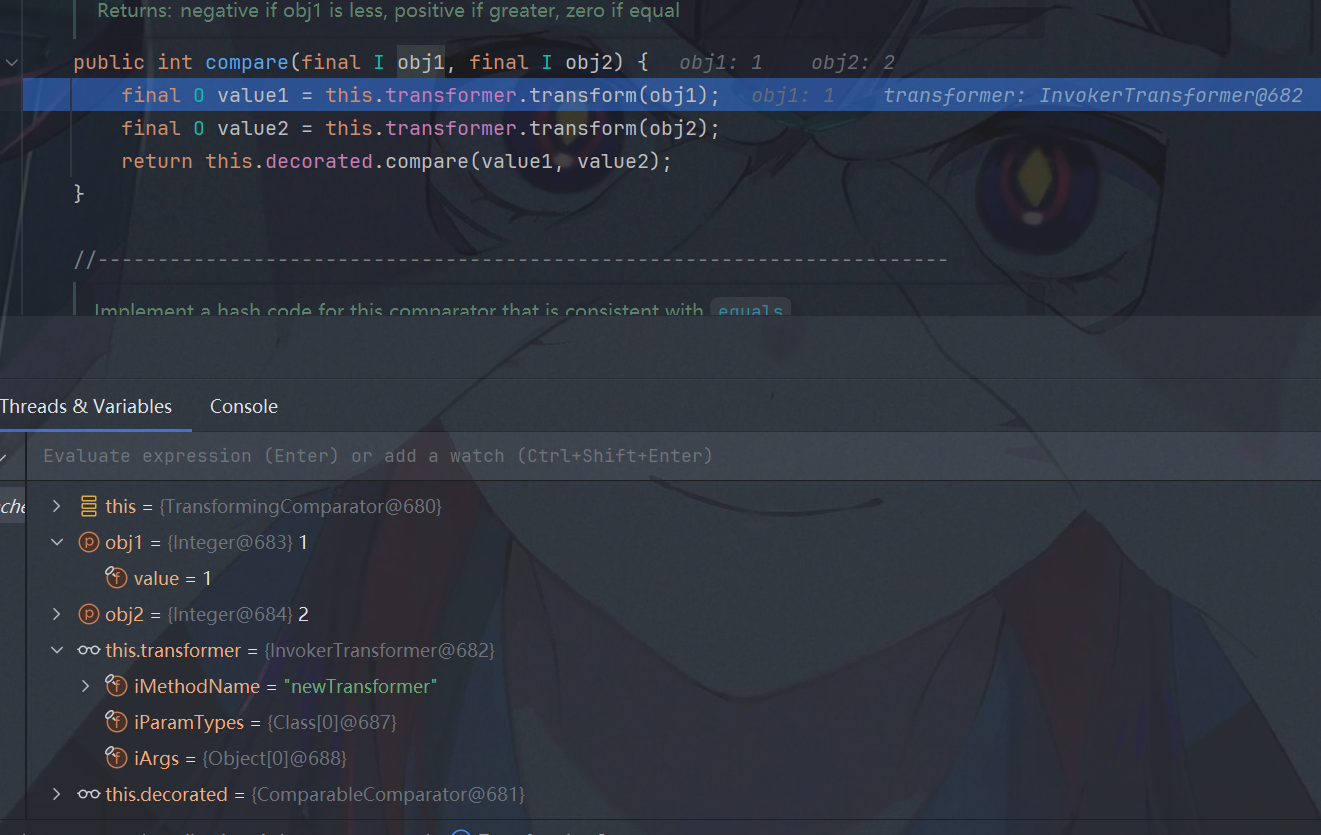 Returns: negative if obj1 is less, positive if greater, zero if equal
public int compare(final I obj1, final I obj2) { obj1: 1 obj2: 2
final O value1 = this.transformer.transform(obj1); obj1: 1 transformer: InvokerTransformer@682
final O value2 = this.transformer.transform(obj2);
return this.decorated.compare(value1, value2);
}
//-----------------------------------------------------------------------
Implement a hash code for this comparator that is consistent with equals
Threads & Variables Console
Evaluate expression (Enter) or add a watch (Ctrl+Shift+Enter)
this = {TransformingComparator@680}
obj1 = {Integer@683} 1
value = 1
obj2 = {Integer@684} 2
this.transformer = {InvokerTransformer@682}
iMethodName = "newTransformer"
iParamTypes = {Class[0]@687}
iArgs = {Object[0]@688}
this.decorated = {ComparableComparator@681}